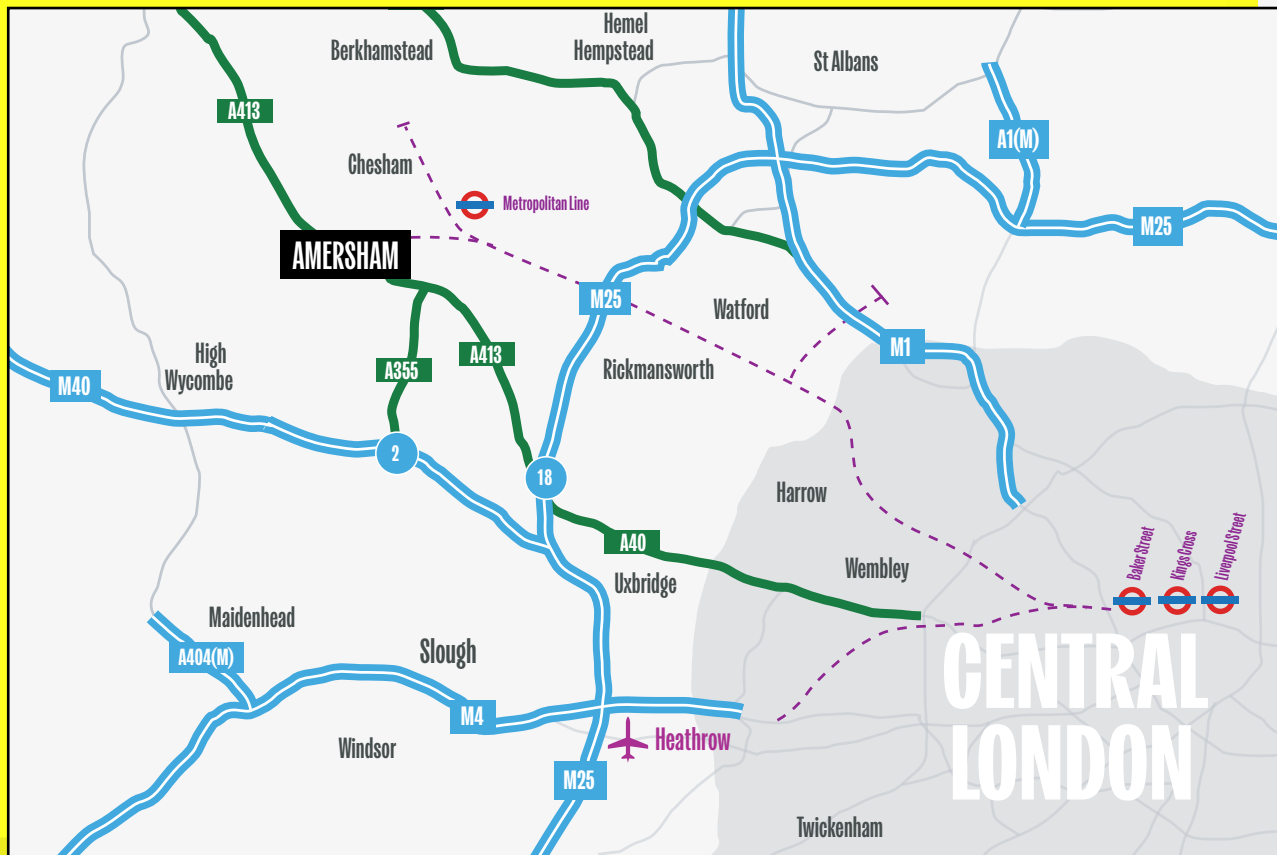 Hemel
Hempstead
Berkhamstead
St Albans
A413
A1(M)
Chesham
Metropolitan Line
M25
AMERSHAM
M25
Watford
M1
High
Wycombe
A355
A413
Rickmansworth
M40
2
18
Harrow
A40
Baker Street
Kings Cross
Liverpool Street
Uxbridge
Wembley
Maidenhead
A404(M)
Slough
CENTRAL
LONDON
M4
Windsor
Heathrow
M25
Twickenham